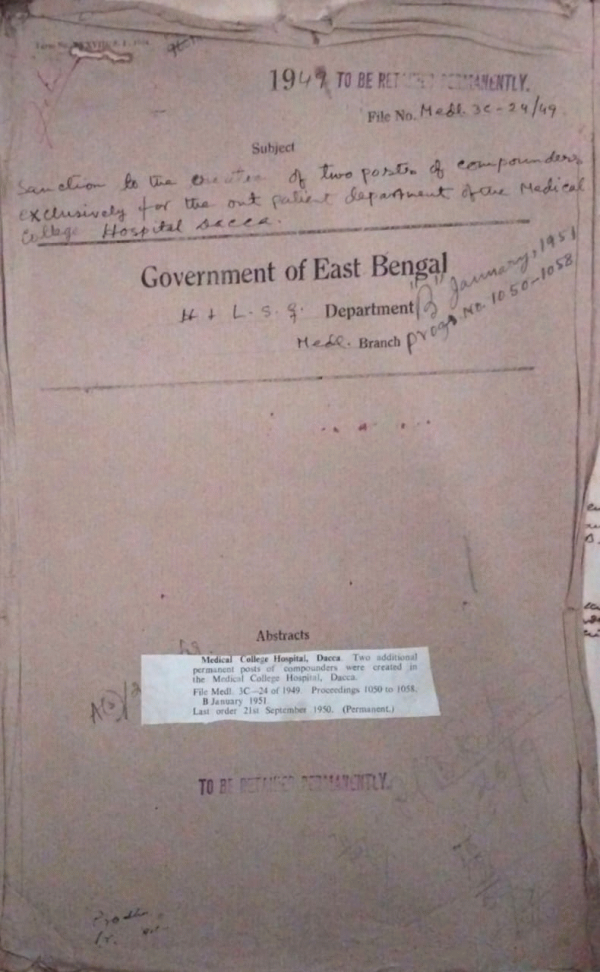 1949 TO BE RETAINED PERMANENTLY.
File No. Medl. 3C-24/49
Subject
Sanction to the creation of two posts of compounders
exclusively for the out patient department of the Medical
College Hospital Dacca.
Government of East Bengal
H & L. S. G. Department
"B" January, 1951
Medl. Branch
Progs. No. 1050-1058
Abstracts
Medical College Hospital, Dacca. Two additional
permanent posts of compounders were created in
the Medical College Hospital, Dacca.
File Medl. 3C-24 of 1949. Proceedings 1050 to 1058,
B January 1951.
Last order 21st September 1950. (Permanent.)
TO BE RETAINED PERMANENTLY.